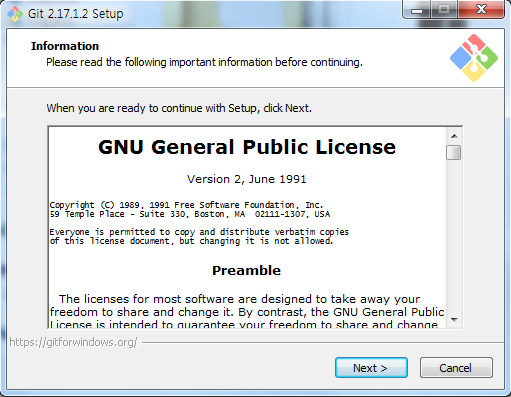 Git 2.17.1.2 Setup
Information
Please read the following important information before continuing.
When you are ready to continue with Setup, click Next.
GNU General Public License
Version 2, June 1991
Copyright (C) 1989, 1991 Free Software Foundation, Inc.
59 Temple Place - Suite 330, Boston, MA  02111-1307, USA
Everyone is permitted to copy and distribute verbatim copies
of this license document, but changing it is not allowed.
Preamble
The licenses for most software are designed to take away your
freedom to share and change it. By contrast, the GNU General Public
License is intended to guarantee your freedom to share and change
https://gitforwindows.org/
Next >
Cancel